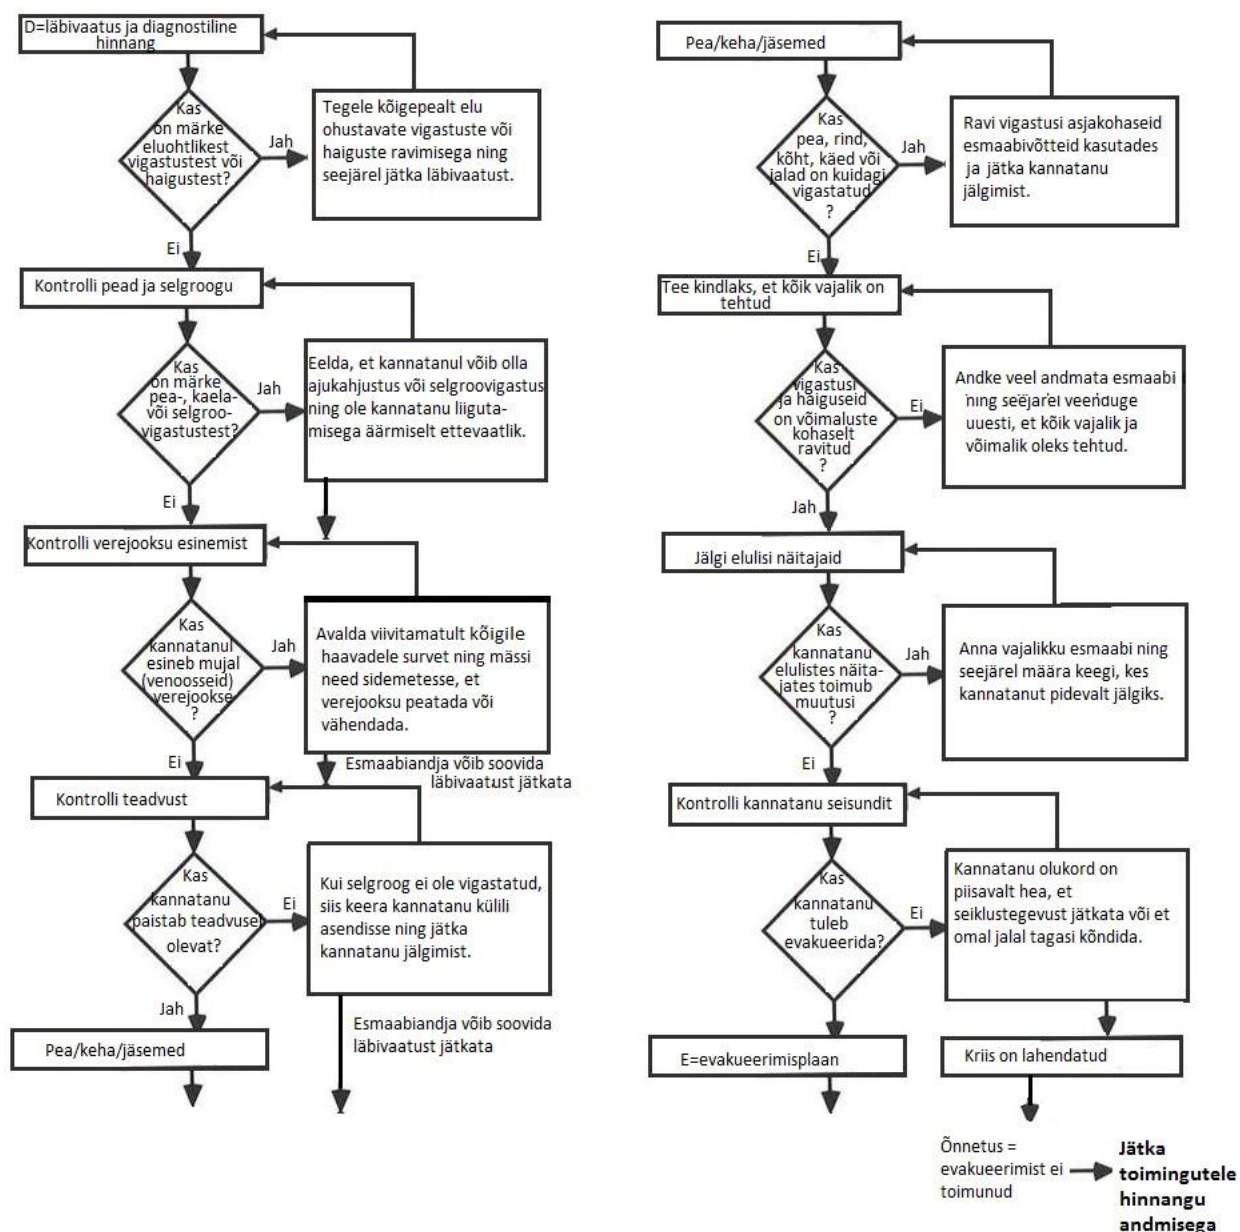 D=läbivaatus ja diagnostiline
hinnang
Kas
on märke
eluohtlikest
vigastustest või
haigustest?
Jah
Tegele kõigepealt elu
ohustavate vigastuste või
haiguste ravimisega ning
seejärel jätka läbivaatust.
Ei
Kontrolli pead ja selgroogu
Kas
on märke
pea-, kaela-
või selgroo-
vigastustest?
Jah
Eelda, et kannatanul võib olla
ajukahjustus või selgroovigastus
ning ole kannatanu liiguta-
misega äärmiselt ettevaatlik.
Ei
Kontrolli verejooksu esinemist
Kas
kannatanul
esineb mujal
(venoosseid)
verejookse
?
Jah
Avalda viivitamatult kõigile
haavadele survet ning mässi
need sidemetesse, et
verejooksu peatada või
vähendada.
Ei
Esmaabiandja võib soovida
läbivaatust jätkata
Kontrolli teadvust
Kas
kannatanu
paistab teadvusel
olevat?
Ei
Kui selgroog ei ole vigastatud,
siis keera kannatanu külili
asendisse ning jätka
kannatanu jälgimist.
Jah
Esmaabiandja võib soovida
läbivaatust jätkata
Pea/keha/jäsemed
Pea/keha/jäsemed
Kas
pea, rind,
kõht, käed või
jalad on kuidagi
vigastatud
?
Jah
Ravi vigastusi asjakohaseid
esmaabivõtteid kasutades
ja jätka kannatanu
jälgimist.
Ei
Tee kindlaks, et kõik vajalik on
tehtud
Kas
vigastusi
ja haiguseid
on võimaluste
kohaselt
ravitud
?
Ei
Andke veel andmata esmaabi
ning seejärel veenduge
uuesti, et kõik vajalik ja
võimalik oleks tehtud.
Jah
Jälgi elulisi näitajaid
Kas
kannatanu
elulistes näita-
jates toimub
muutusi
?
Jah
Anna vajalikku esmaabi ning
seejärel määra keegi, kes
kannatanut pidevalt jälgiks.
Ei
Kontrolli kannatanu seisundit
Kas
kannatanu
tuleb
evakueerida?
Ei
Kannatanu olukord on
piisavalt hea, et
seiklustegevust jätkata või et
omal jalal tagasi kõndida.
E=evakueerimisplaan
Kriis on lahendatud
Õnnetus =
evakueerimist ei
toimunud
Jätka
toimingutele
hinnangu
andmisega